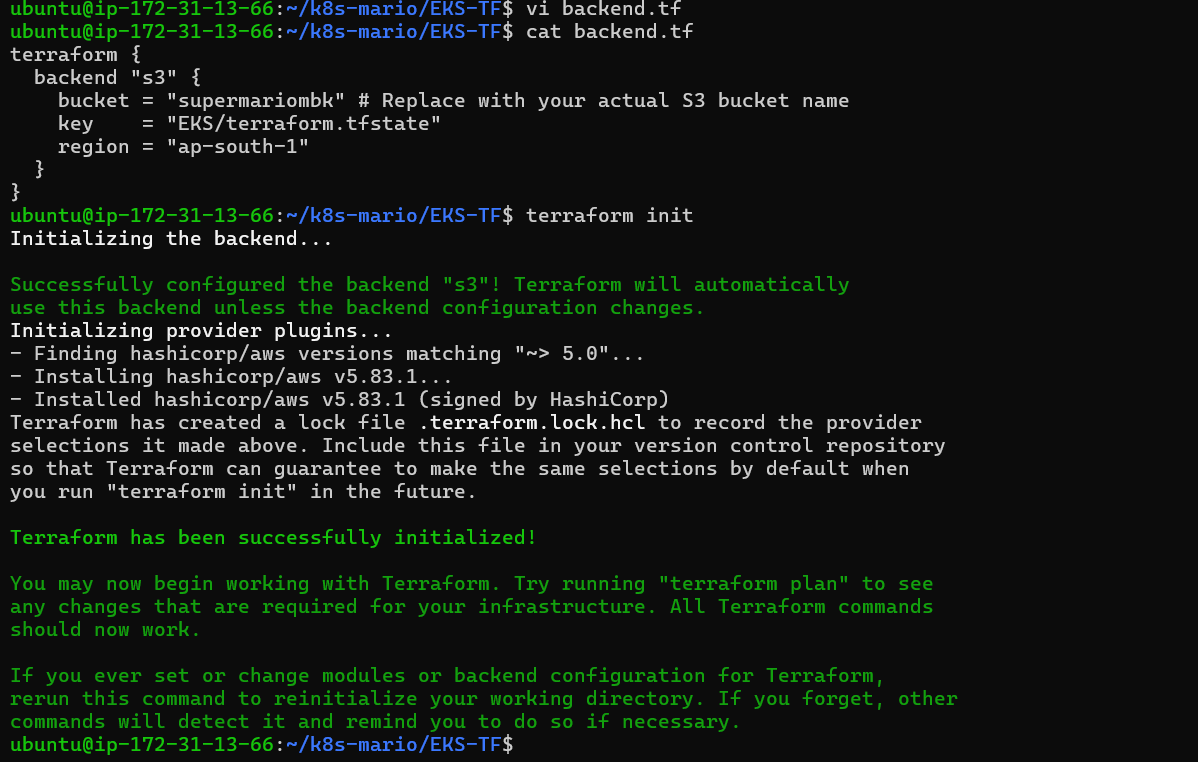 ubuntu@ip-172-31-13-66:~/k8s-mario/EKS-TF$ vi backend.tf
ubuntu@ip-172-31-13-66:~/k8s-mario/EKS-TF$ cat backend.tf
terraform {
  backend "s3" {
    bucket = "supermariombk" # Replace with your actual S3 bucket name
    key    = "EKS/terraform.tfstate"
    region = "ap-south-1"
  }
}
ubuntu@ip-172-31-13-66:~/k8s-mario/EKS-TF$ terraform init
Initializing the backend...

Successfully configured the backend "s3"! Terraform will automatically
use this backend unless the backend configuration changes.
Initializing provider plugins...
- Finding hashicorp/aws versions matching "~> 5.0"...
- Installing hashicorp/aws v5.83.1...
- Installed hashicorp/aws v5.83.1 (signed by HashiCorp)
Terraform has created a lock file .terraform.lock.hcl to record the provider
selections it made above. Include this file in your version control repository
so that Terraform can guarantee to make the same selections by default when
you run "terraform init" in the future.

Terraform has been successfully initialized!

You may now begin working with Terraform. Try running "terraform plan" to see
any changes that are required for your infrastructure. All Terraform commands
should now work.

If you ever set or change modules or backend configuration for Terraform,
rerun this command to reinitialize your working directory. If you forget, other
commands will detect it and remind you to do so if necessary.
ubuntu@ip-172-31-13-66:~/k8s-mario/EKS-TF$